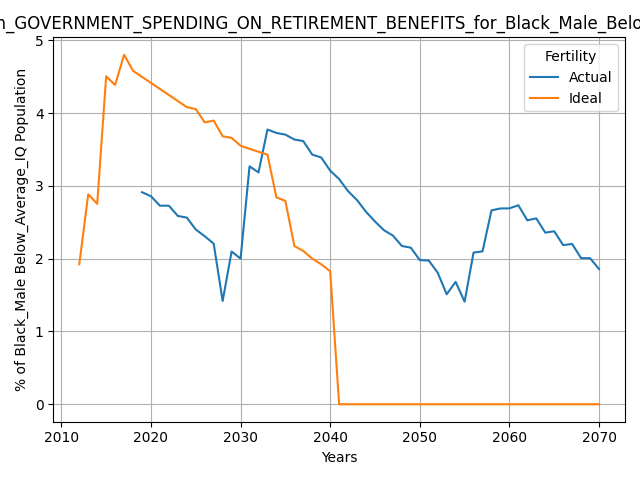 GOVERNMENT_SPENDING_ON_RETIREMENT_BENEFITS_for_Black_Male_Belo
5
Fertility
Actual
Ideal
4
3
2
1
0
% of Black_Male Below_Average_IQ Population
2010 2020 2030 2040 2050 2060 2070
Years